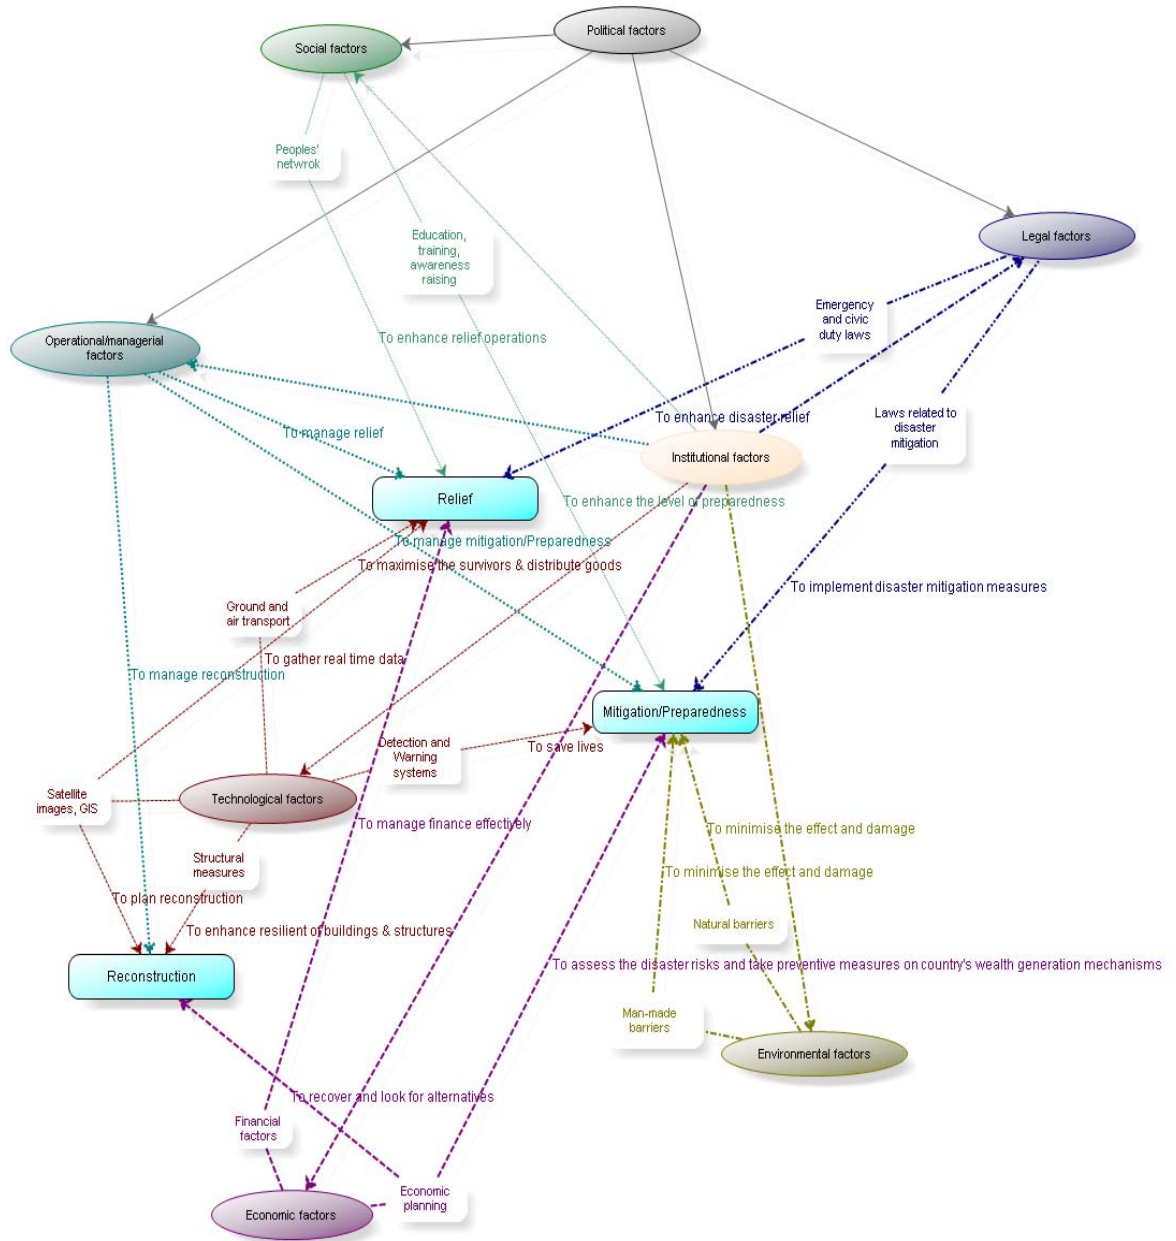 Political factors
Social factors
Peoples'
netwrok
Education,
training,
awareness
raising
Legal factors
Emergency
and civic
duty laws
Operational/managerial
factors
To enhance relief operations
Laws related to
disaster
mitigation
To enhance disaster relief
To manage relief
Institutional factors
Relief
To enhance the level of preparedness
To manage mitigation/Preparedness
To maximise the survivors & distribute goods
To implement disaster mitigation measures
Ground and
air transport
To gather real time data
To manage reconstruction
Mitigation/Preparedness
Detection and
Warning
systems
To save lives
Satellite
images, GIS
Technological factors
To manage finance effectively
To minimise the effect and damage
Structural
measures
To minimise the effect and damage
To plan reconstruction
Natural barriers
To enhance resilient of buildings & structures
To assess the disaster risks and take preventive measures on country's wealth generation mechanisms
Reconstruction
Man-made
barriers
Environmental factors
To recover and look for alternatives
Financial
factors
Economic
planning
Economic factors